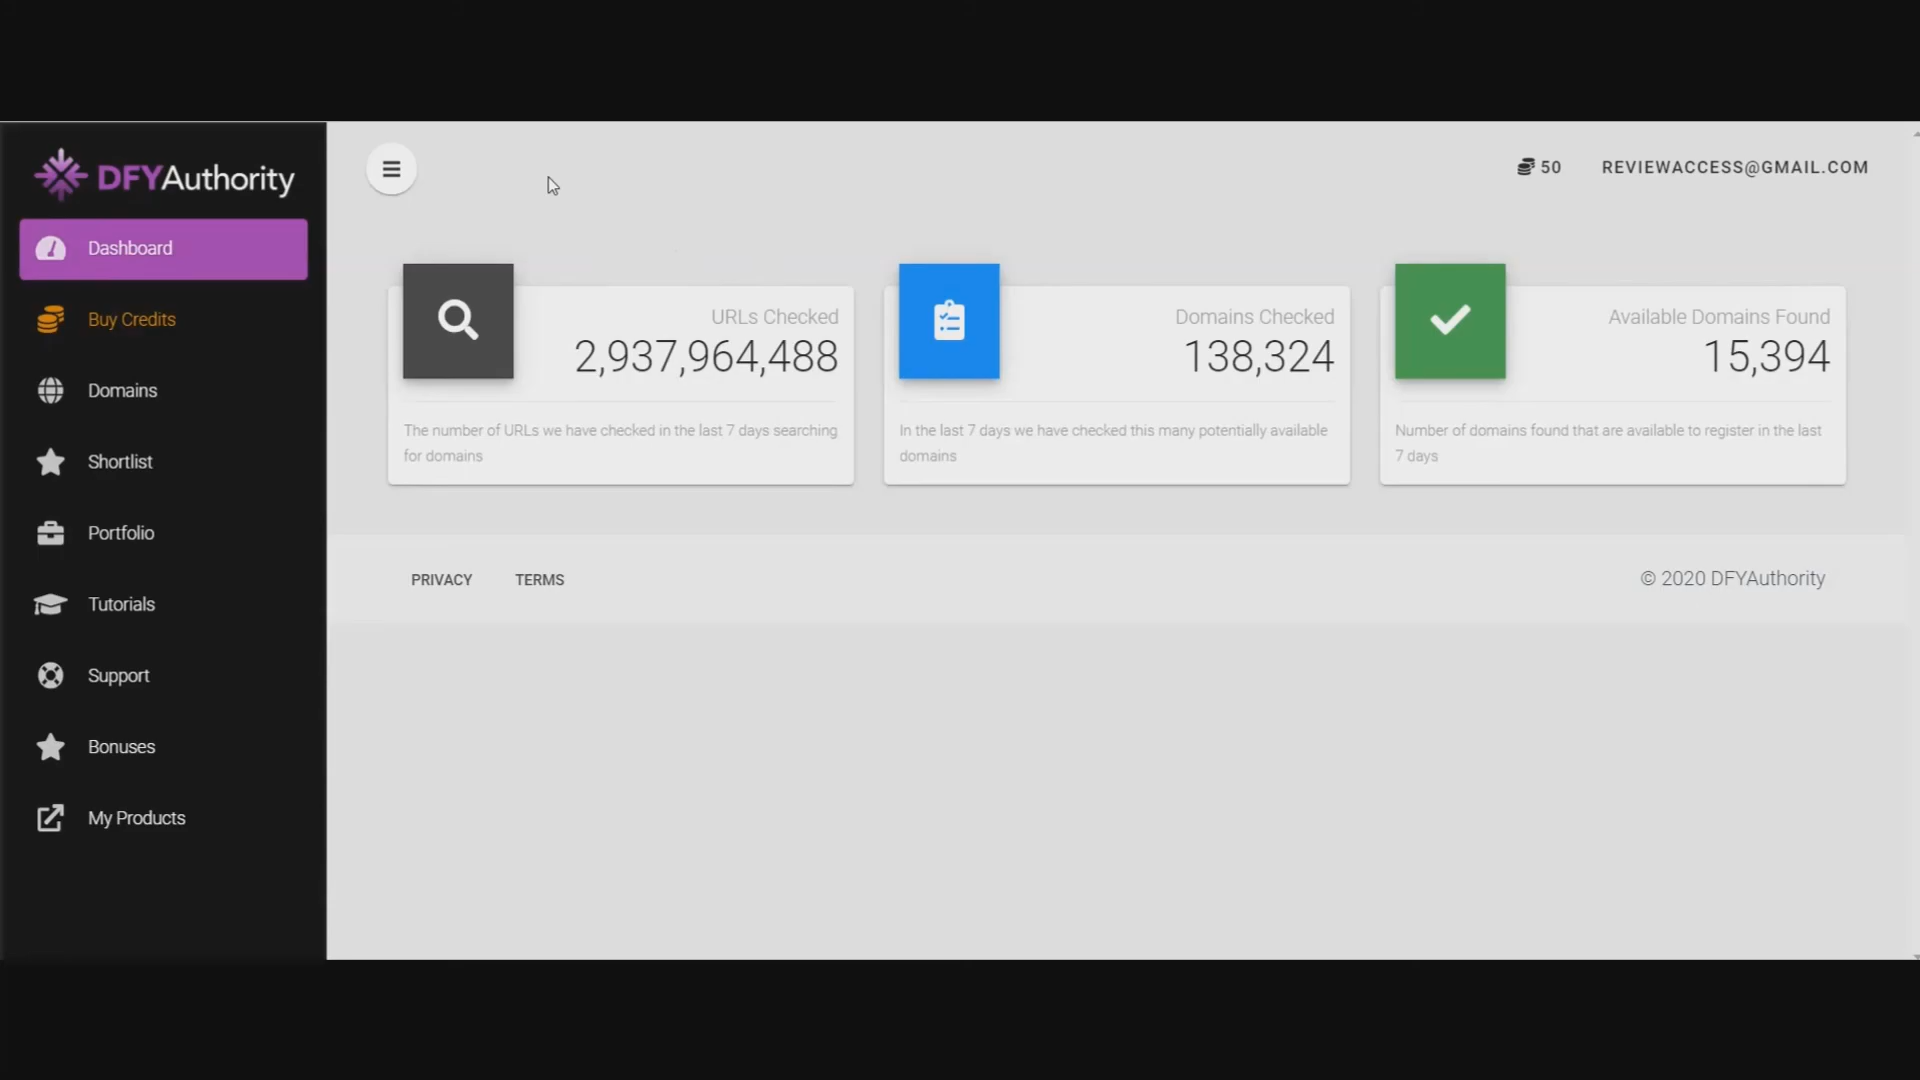 DFYAuthority
Dashboard
Buy Credits
Domains
Shortlist
Portfolio
Tutorials
Support
Bonuses
My Products
50 REVIEWACCESS@GMAIL.COM
URLs Checked
2,937,964,488
The number of URLs we have checked in the last 7 days searching
for domains
Domains Checked
138,324
In the last 7 days we have checked this many potentially available
domains
Available Domains Found
15,394
Number of domains found that are available to register in the last
7 days
PRIVACY TERMS
© 2020 DFYAuthority